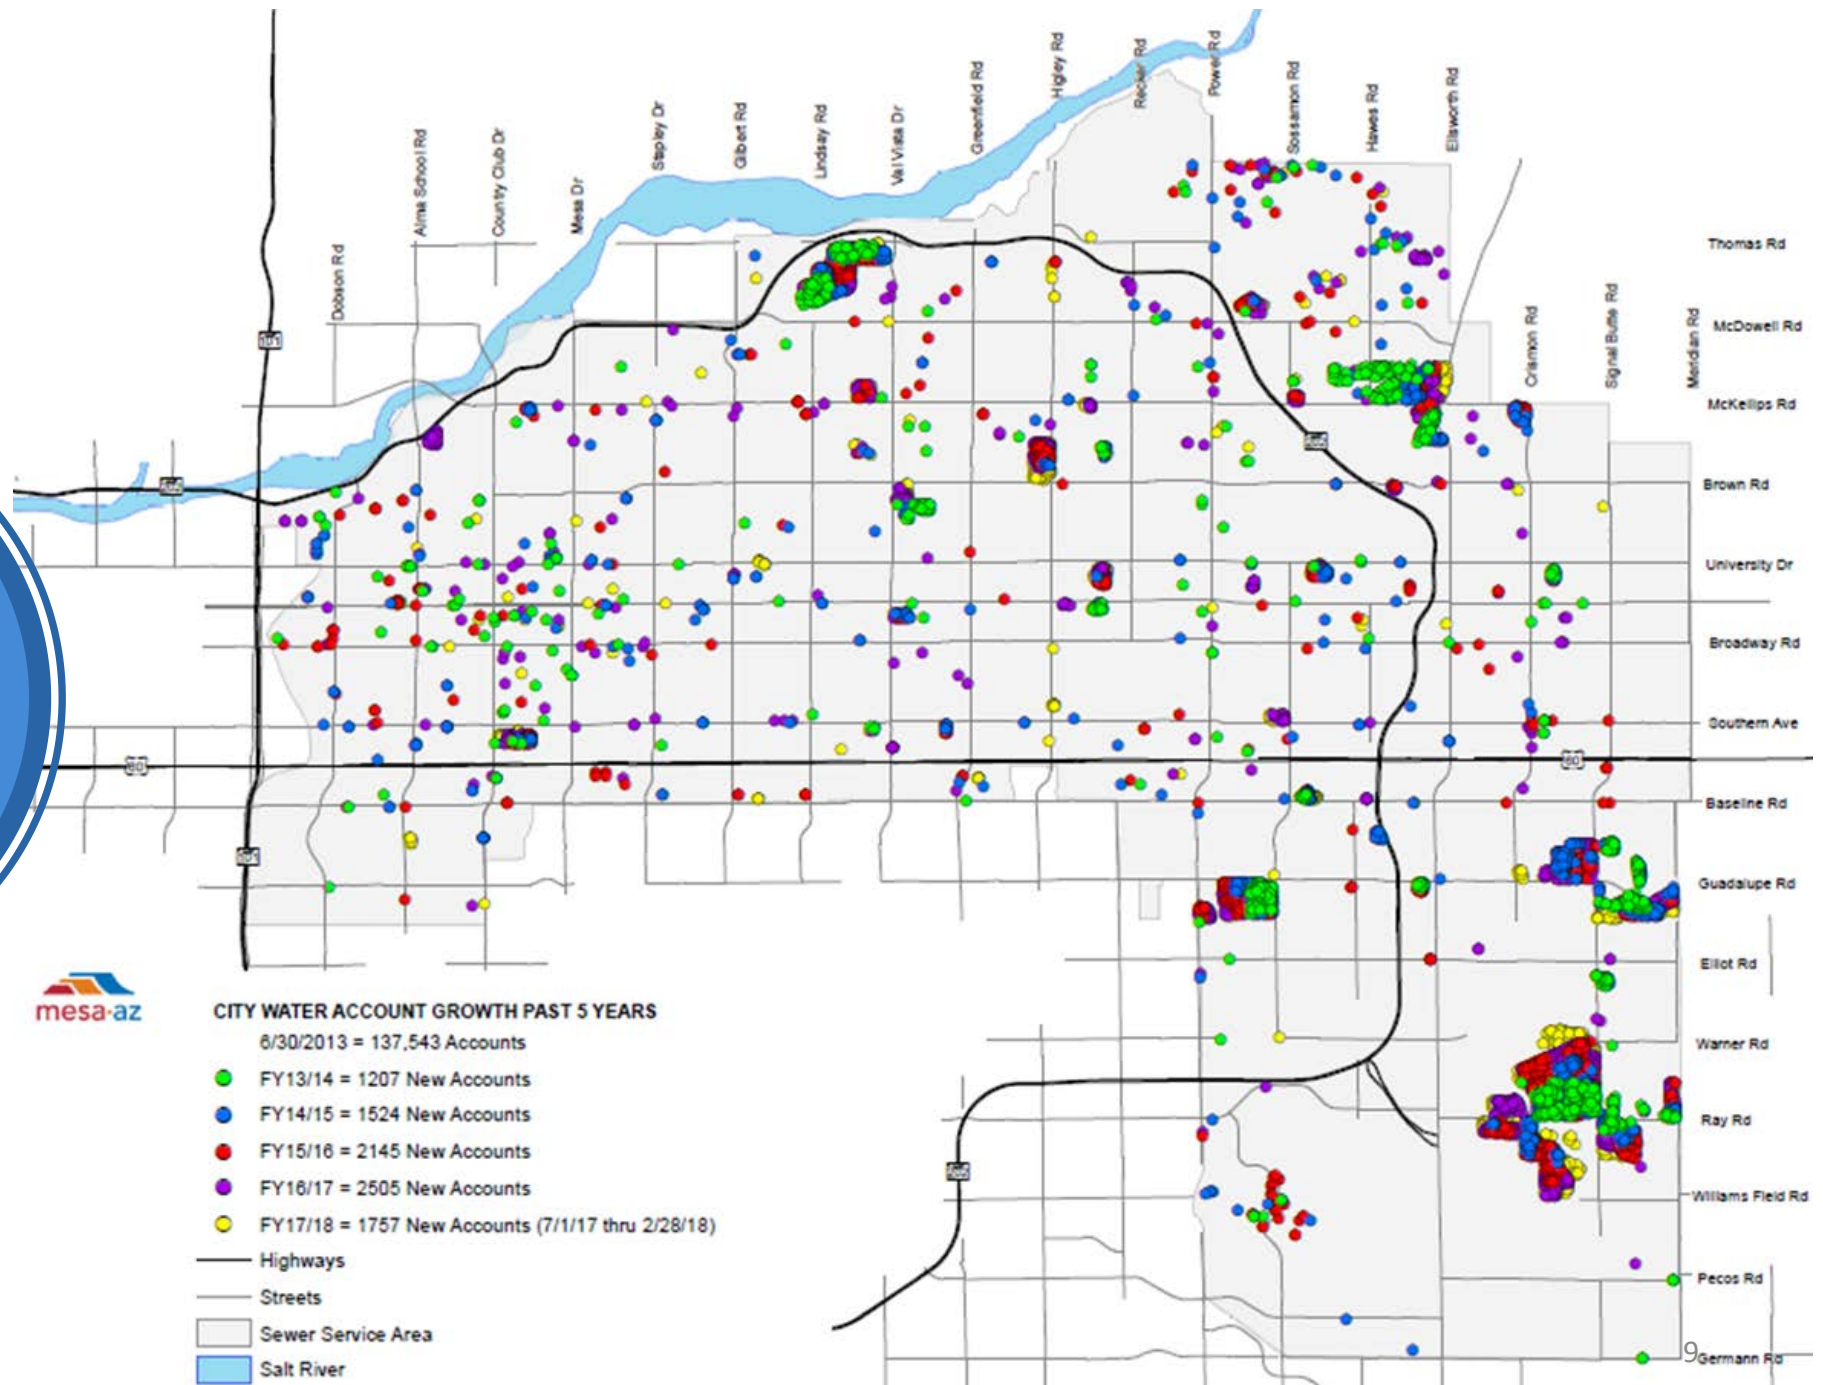 Higley Rd
Recker Rd
Power Rd
Greenfield Rd
Sossamon Rd
Hawes Rd
Ellsworth Rd
Stapley Dr
Gilbert Rd
Lindsay Rd
Val Vista Dr
Alma School Rd
Country Club Dr
Mesa Dr
Dobson Rd
Crismon Rd
Signal Butte Rd
Meridian Rd
Thomas Rd
McDowell Rd
McKellips Rd
Brown Rd
University Dr
Broadway Rd
Southern Ave
Baseline Rd
Guadalupe Rd
Elliot Rd
Warner Rd
Ray Rd
Williams Field Rd
Pecos Rd
Germann Rd
101
202
60
60
101
mesa·az
CITY WATER ACCOUNT GROWTH PAST 5 YEARS
6/30/2013 = 137,543 Accounts
FY13/14 = 1207 New Accounts
FY14/15 = 1524 New Accounts
FY15/16 = 2145 New Accounts
FY16/17 = 2505 New Accounts
FY17/18 = 1757 New Accounts (7/1/17 thru 2/28/18)
Highways
Streets
Sewer Service Area
Salt River
9